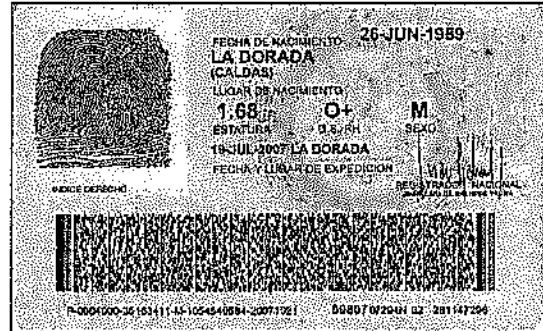 FECHA DE NACIMIENTO 26-JUN-1989
LA DORADA
(CALDAS)
LUGAR DE NACIMIENTO
1.68 O+ M
ESTATURA G.S. RH SEXO
19-JUL-2007 LA DORADA
FECHA Y LUGAR DE EXPEDICION
REGISTRADOR NACIONAL
INDICE DERECHO